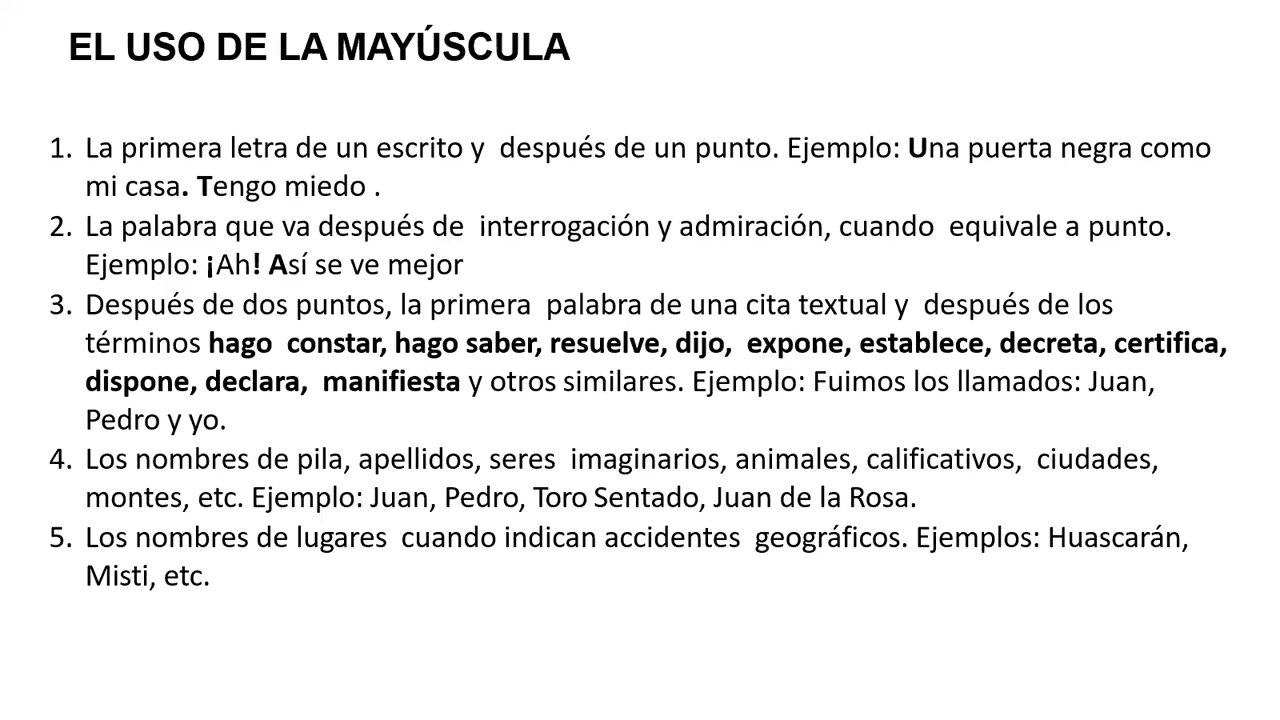 EL USO DE LA MAYÚSCULA
1. La primera letra de un escrito y  después de un punto. Ejemplo: Una puerta negra como
mi casa. Tengo miedo .
2. La palabra que va después de  interrogación y admiración, cuando  equivale a punto.
Ejemplo: ¡Ah! Así se ve mejor
3. Después de dos puntos, la primera  palabra de una cita textual y  después de los
términos hago  constar, hago saber, resuelve, dijo,  expone, establece, decreta, certifica,
dispone, declara,  manifiesta y otros similares. Ejemplo: Fuimos los llamados: Juan,
Pedro y yo.
4. Los nombres de pila, apellidos, seres  imaginarios, animales, calificativos,  ciudades,
montes, etc. Ejemplo: Juan, Pedro, Toro Sentado, Juan de la Rosa.
5. Los nombres de lugares  cuando indican accidentes  geográficos. Ejemplos: Huascarán,
Misti, etc.